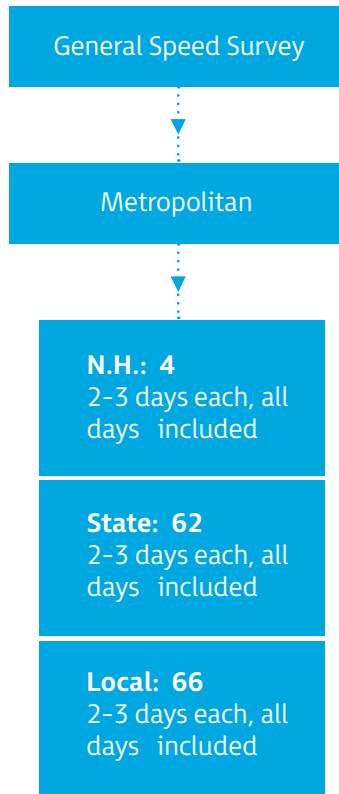 General Speed Survey
Metropolitan
N.H.: 4
2-3 days each, all
days included
State: 62
2-3 days each, all
days included
Local: 66
2-3 days each, all
days included